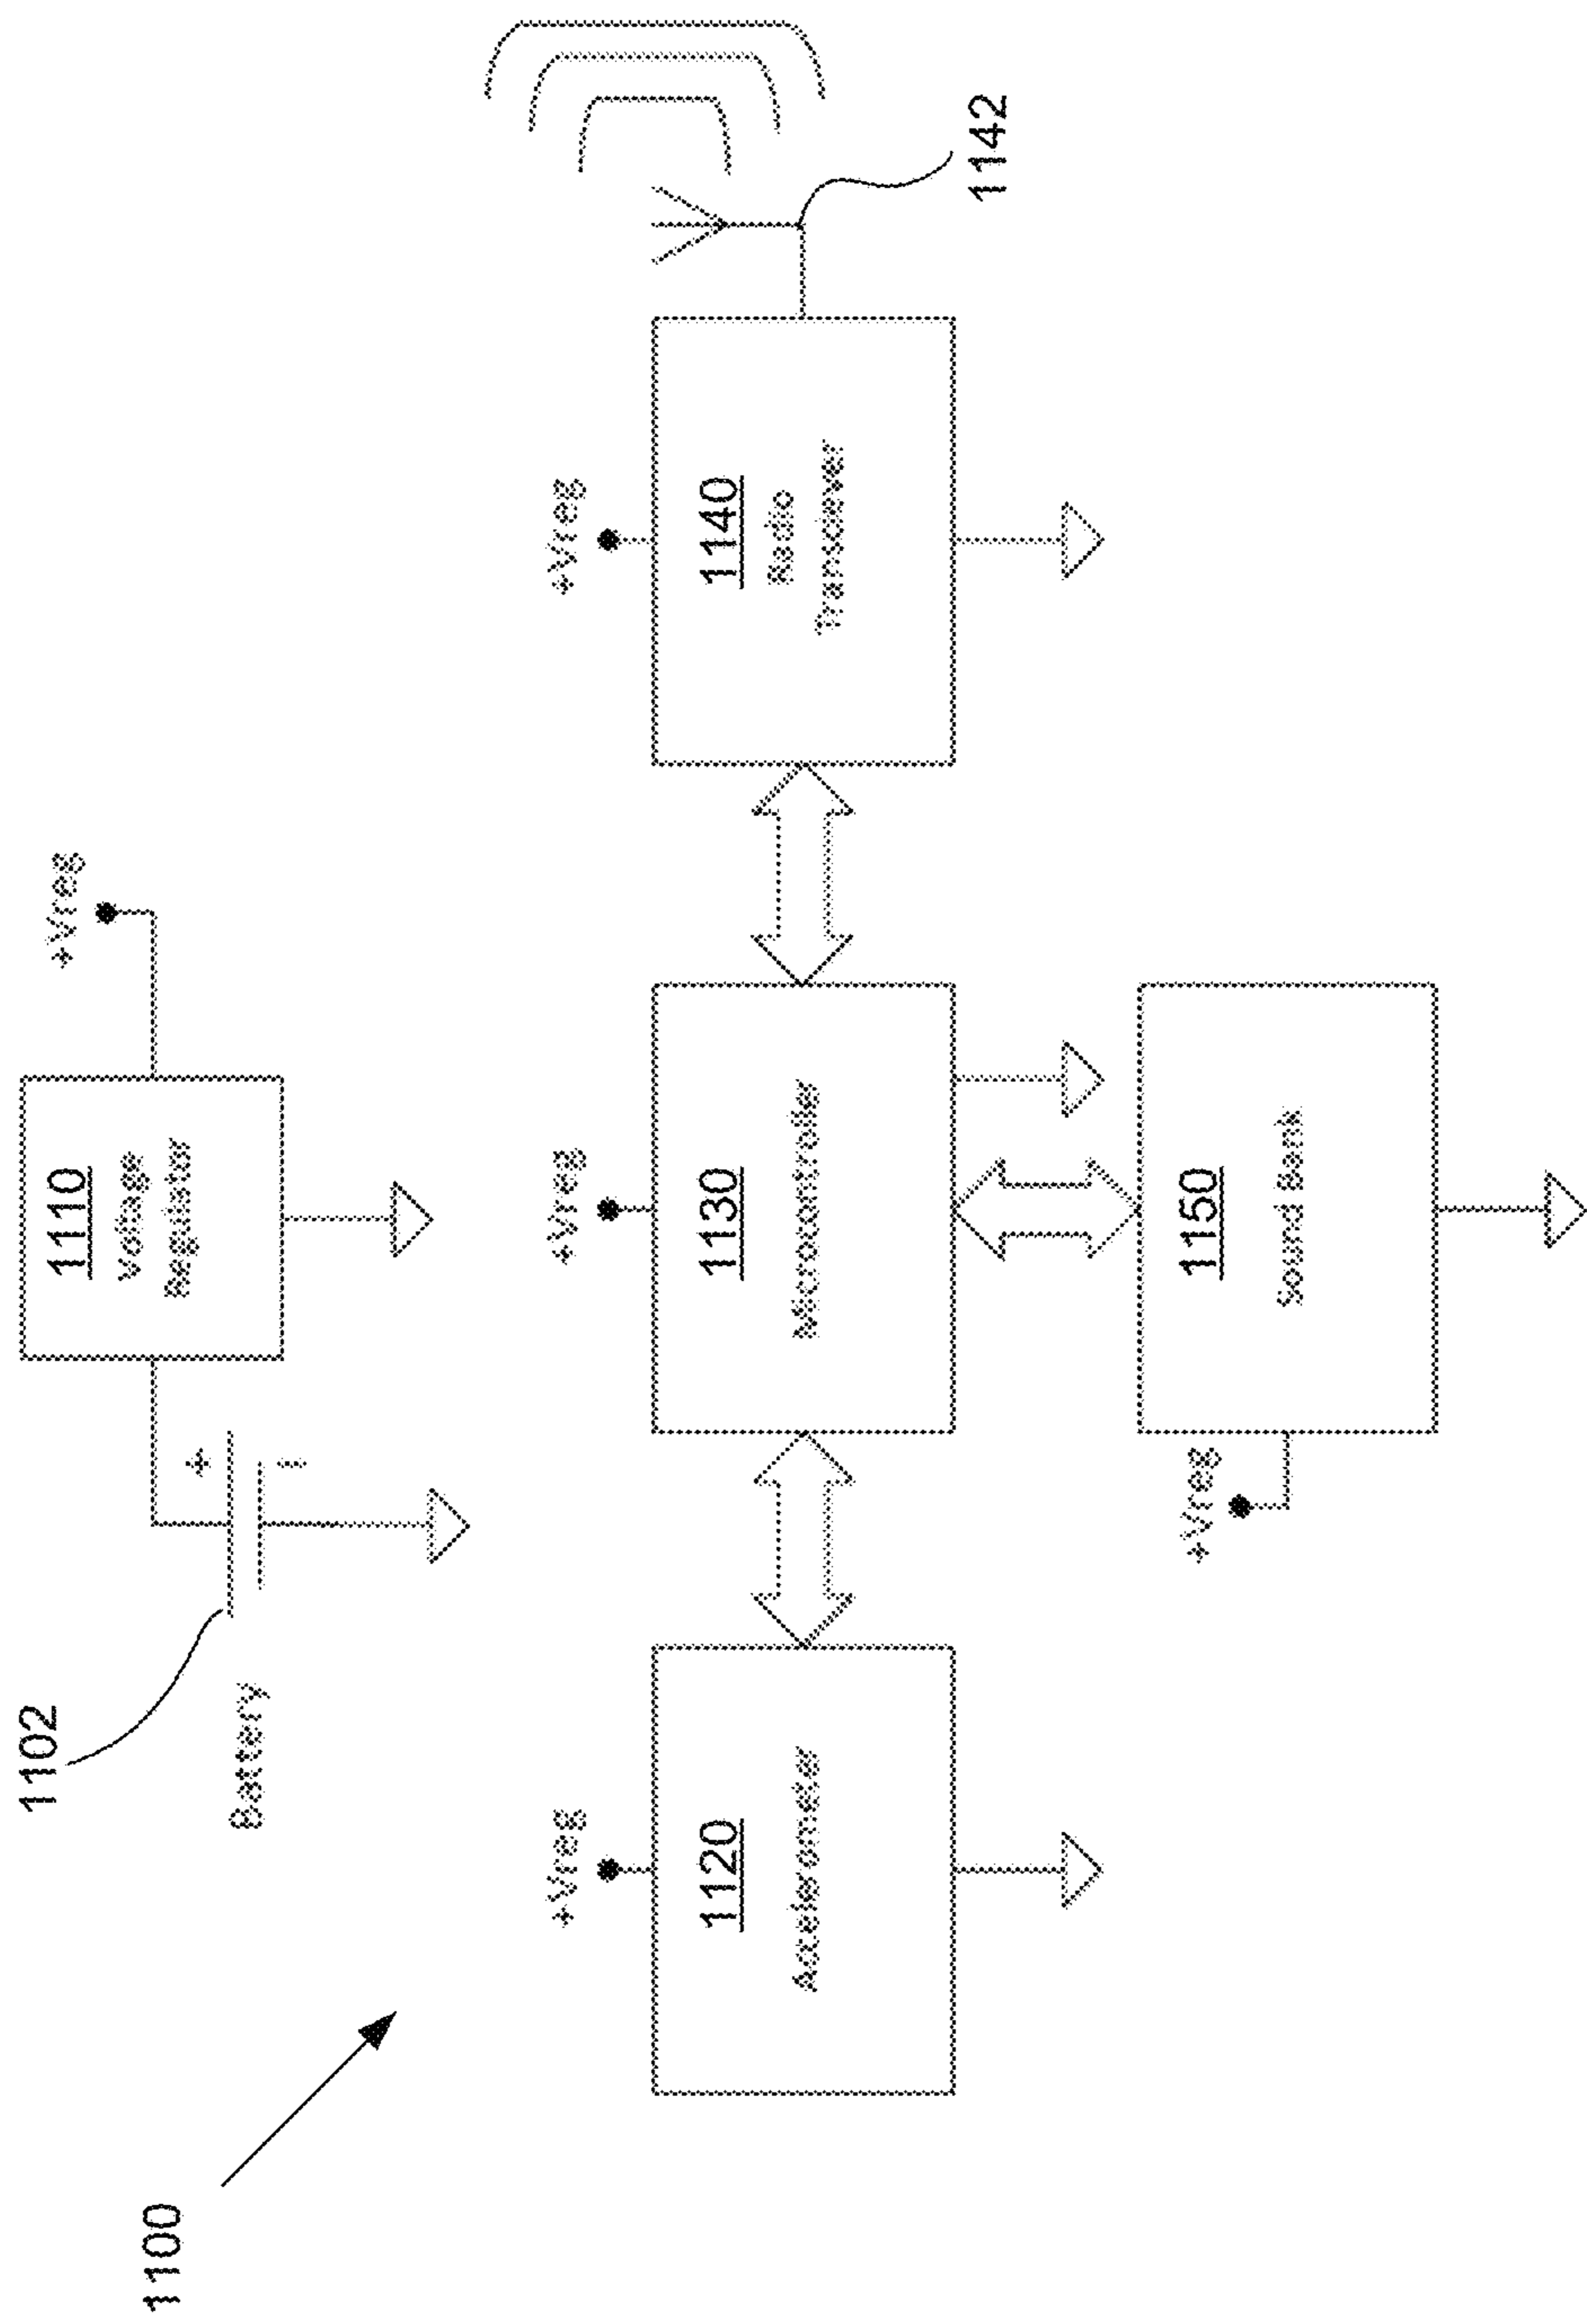 1100
1102
Battery
+
-
1110
Voltage
Regulator
+Vreg
+Vreg
1120
Accelerometer
+Vreg
1130
Microcontroller
+Vreg
1140
Radio
Transciever
1142
+Vreg
1150
Sound Bank